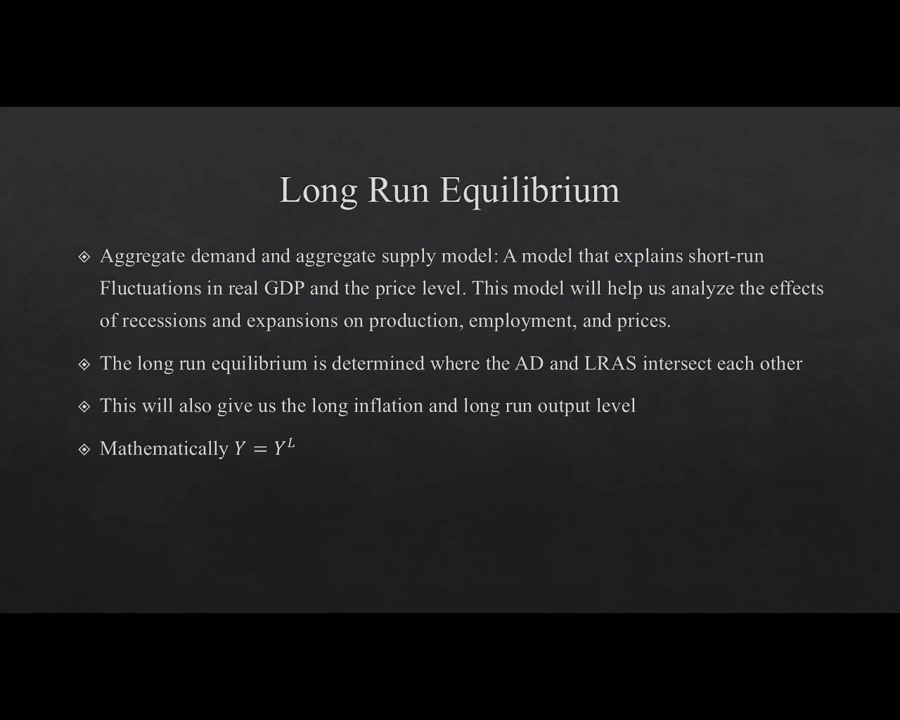 Long Run Equilibrium
Aggregate demand and aggregate supply model: A model that explains short-run
Fluctuations in real GDP and the price level. This model will help us analyze the effects
of recessions and expansions on production, employment, and prices.
The long run equilibrium is determined where the AD and LRAS intersect each other
This will also give us the long inflation and long run output level
Mathematically Y = Y^L